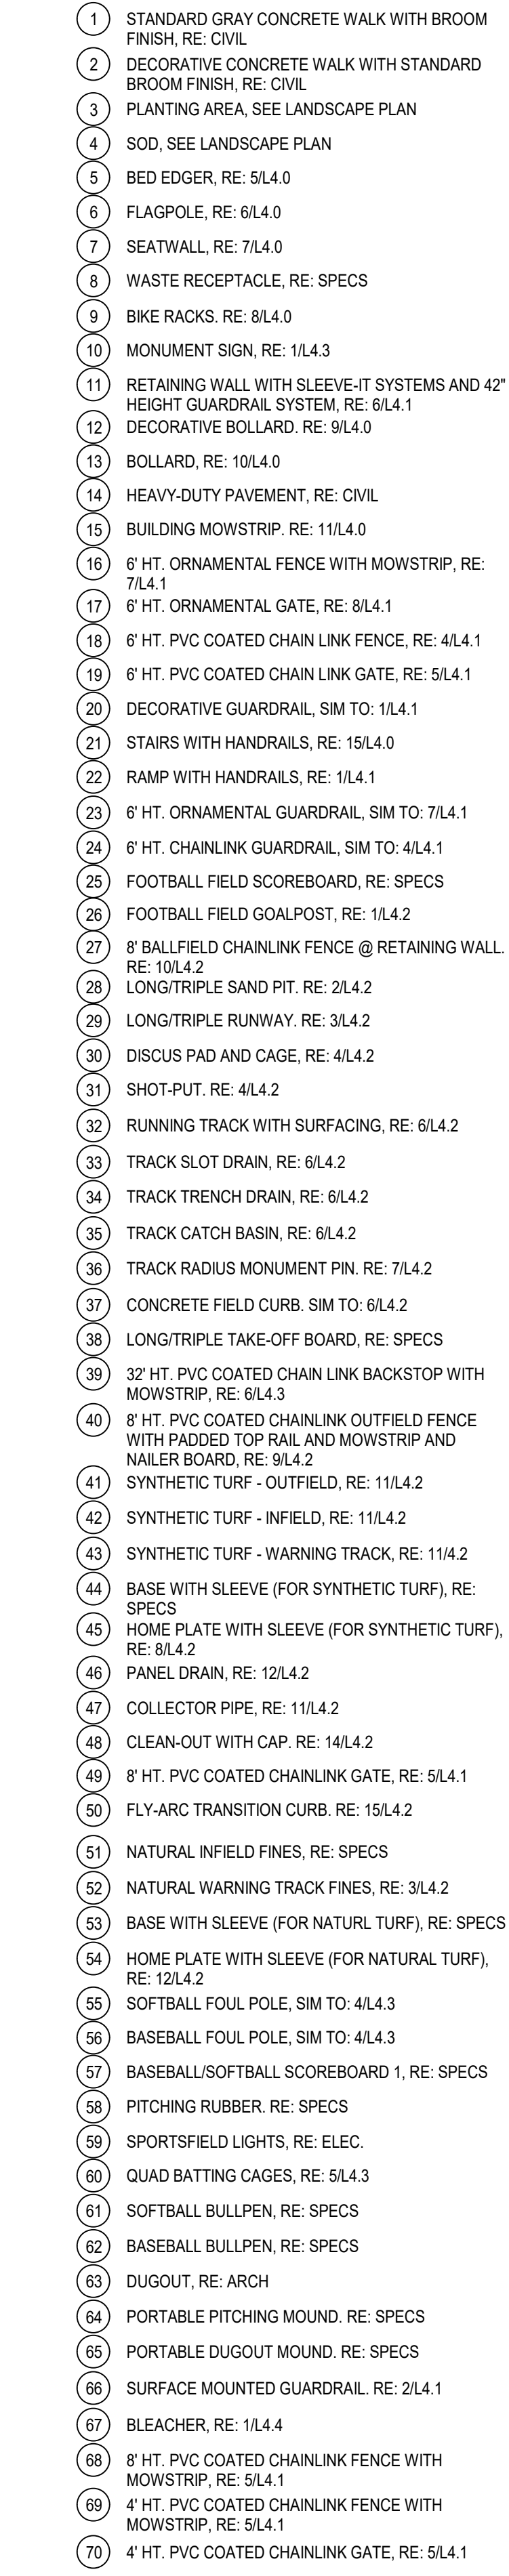 1 STANDARD GRAY CONCRETE WALK WITH BROOM
FINISH, RE: CIVIL
2 DECORATIVE CONCRETE WALK WITH STANDARD
BROOM FINISH, RE: CIVIL
3 PLANTING AREA, SEE LANDSCAPE PLAN
4 SOD, SEE LANDSCAPE PLAN
5 BED EDGER, RE: 5/L4.0
6 FLAGPOLE, RE: 6/L4.0
7 SEATWALL, RE: 7/L4.0
8 WASTE RECEPTACLE, RE: SPECS
9 BIKE RACKS. RE: 8/L4.0
10 MONUMENT SIGN, RE: 1/L4.3
11 RETAINING WALL WITH SLEEVE-IT SYSTEMS AND 42"
HEIGHT GUARDRAIL SYSTEM, RE: 6/L4.1
12 DECORATIVE BOLLARD. RE: 9/L4.0
13 BOLLARD, RE: 10/L4.0
14 HEAVY-DUTY PAVEMENT, RE: CIVIL
15 BUILDING MOWSTRIP. RE: 11/L4.0
16 6' HT. ORNAMENTAL FENCE WITH MOWSTRIP, RE:
7/L4.1
17 6' HT. ORNAMENTAL GATE, RE: 8/L4.1
18 6' HT. PVC COATED CHAIN LINK FENCE, RE: 4/L4.1
19 6' HT. PVC COATED CHAIN LINK GATE, RE: 5/L4.1
20 DECORATIVE GUARDRAIL, SIM TO: 1/L4.1
21 STAIRS WITH HANDRAILS, RE: 15/L4.0
22 RAMP WITH HANDRAILS, RE: 1/L4.1
23 6' HT. ORNAMENTAL GUARDRAIL, SIM TO: 7/L4.1
24 6' HT. CHAINLINK GUARDRAIL, SIM TO: 4/L4.1
25 FOOTBALL FIELD SCOREBOARD, RE: SPECS
26 FOOTBALL FIELD GOALPOST, RE: 1/L4.2
27 8' BALLFIELD CHAINLINK FENCE @ RETAINING WALL.
RE: 10/L4.2
28 LONG/TRIPLE SAND PIT. RE: 2/L4.2
29 LONG/TRIPLE RUNWAY. RE: 3/L4.2
30 DISCUS PAD AND CAGE, RE: 4/L4.2
31 SHOT-PUT. RE: 4/L4.2
32 RUNNING TRACK WITH SURFACING, RE: 6/L4.2
33 TRACK SLOT DRAIN, RE: 6/L4.2
34 TRACK TRENCH DRAIN, RE: 6/L4.2
35 TRACK CATCH BASIN, RE: 6/L4.2
36 TRACK RADIUS MONUMENT PIN. RE: 7/L4.2
37 CONCRETE FIELD CURB. SIM TO: 6/L4.2
38 LONG/TRIPLE TAKE-OFF BOARD, RE: SPECS
39 32' HT. PVC COATED CHAIN LINK BACKSTOP WITH
MOWSTRIP, RE: 6/L4.3
40 8' HT. PVC COATED CHAINLINK OUTFIELD FENCE
WITH PADDED TOP RAIL AND MOWSTRIP AND
NAILER BOARD, RE: 9/L4.2
41 SYNTHETIC TURF - OUTFIELD, RE: 11/L4.2
42 SYNTHETIC TURF - INFIELD, RE: 11/L4.2
43 SYNTHETIC TURF - WARNING TRACK, RE: 11/4.2
44 BASE WITH SLEEVE (FOR SYNTHETIC TURF), RE:
SPECS
45 HOME PLATE WITH SLEEVE (FOR SYNTHETIC TURF),
RE: 8/L4.2
46 PANEL DRAIN, RE: 12/L4.2
47 COLLECTOR PIPE, RE: 11/L4.2
48 CLEAN-OUT WITH CAP. RE: 14/L4.2
49 8' HT. PVC COATED CHAINLINK GATE, RE: 5/L4.1
50 FLY-ARC TRANSITION CURB. RE: 15/L4.2
51 NATURAL INFIELD FINES, RE: SPECS
52 NATURAL WARNING TRACK FINES, RE: 3/L4.2
53 BASE WITH SLEEVE (FOR NATURL TURF), RE: SPECS
54 HOME PLATE WITH SLEEVE (FOR NATURAL TURF),
RE: 12/L4.2
55 SOFTBALL FOUL POLE, SIM TO: 4/L4.3
56 BASEBALL FOUL POLE, SIM TO: 4/L4.3
57 BASEBALL/SOFTBALL SCOREBOARD 1, RE: SPECS
58 PITCHING RUBBER. RE: SPECS
59 SPORTSFIELD LIGHTS, RE: ELEC.
60 QUAD BATTING CAGES, RE: 5/L4.3
61 SOFTBALL BULLPEN, RE: SPECS
62 BASEBALL BULLPEN, RE: SPECS
63 DUGOUT, RE: ARCH
64 PORTABLE PITCHING MOUND. RE: SPECS
65 PORTABLE DUGOUT MOUND. RE: SPECS
66 SURFACE MOUNTED GUARDRAIL. RE: 2/L4.1
67 BLEACHER, RE: 1/L4.4
68 8' HT. PVC COATED CHAINLINK FENCE WITH
MOWSTRIP, RE: 5/L4.1
69 4' HT. PVC COATED CHAINLINK FENCE WITH
MOWSTRIP, RE: 5/L4.1
70 4' HT. PVC COATED CHAINLINK GATE, RE: 5/L4.1